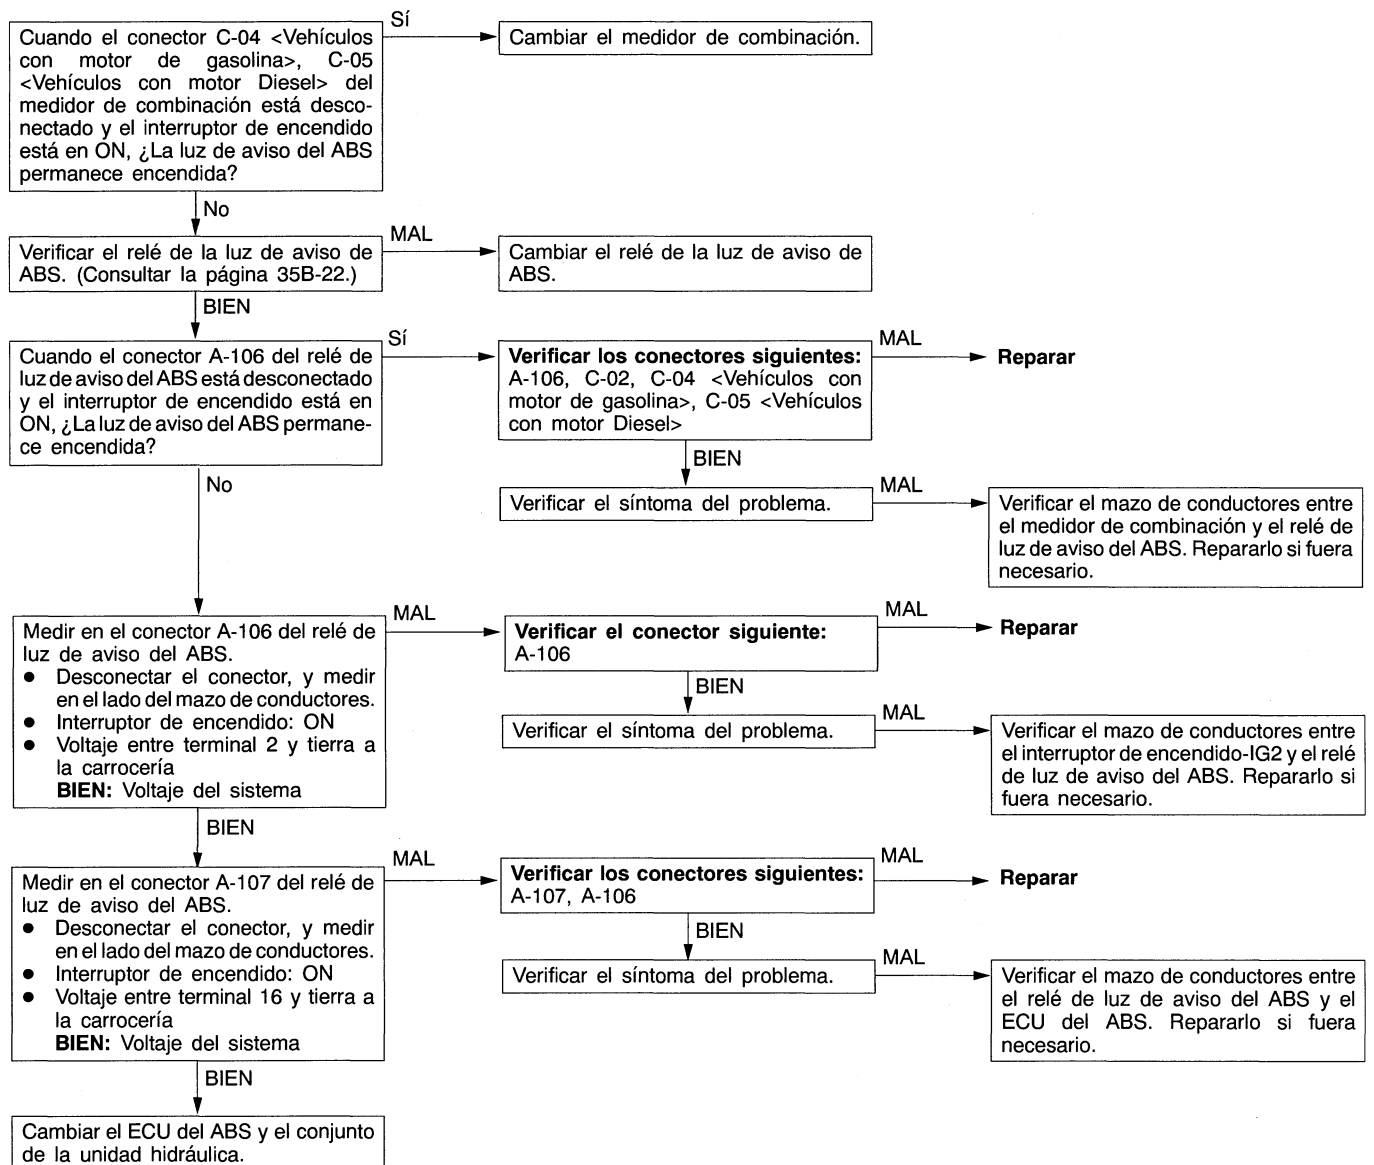 Sí
Cuando el conector C-04 <Vehículos
con motor de gasolina>, C-05
<Vehículos con motor Diesel> del
medidor de combinación está desco-
nectado y el interruptor de encendido
está en ON, ¿La luz de aviso del ABS
permanece encendida?
Cambiar el medidor de combinación.
No
Verificar el relé de la luz de aviso de
ABS. (Consultar la página 35B-22.)
MAL
Cambiar el relé de la luz de aviso de
ABS.
BIEN
Cuando el conector A-106 del relé de
luz de aviso del ABS está desconectado
y el interruptor de encendido está en
ON, ¿La luz de aviso del ABS permane-
ce encendida?
Sí
Verificar los conectores siguientes:
A-106, C-02, C-04 <Vehículos con
motor de gasolina>, C-05 <Vehículos
con motor Diesel>
MAL
Reparar
BIEN
Verificar el síntoma del problema.
MAL
Verificar el mazo de conductores entre
el medidor de combinación y el relé de
luz de aviso del ABS. Repararlo si fuera
necesario.
No
Medir en el conector A-106 del relé de
luz de aviso del ABS.
● Desconectar el conector, y medir
en el lado del mazo de conductores.
● Interruptor de encendido: ON
● Voltaje entre terminal 2 y tierra a
la carrocería
BIEN: Voltaje del sistema
MAL
Verificar el conector siguiente:
A-106
MAL
Reparar
BIEN
Verificar el síntoma del problema.
MAL
Verificar el mazo de conductores entre
el interruptor de encendido-IG2 y el relé
de luz de aviso del ABS. Repararlo si
fuera necesario.
BIEN
Medir en el conector A-107 del relé de
luz de aviso del ABS.
● Desconectar el conector, y medir
en el lado del mazo de conductores.
● Interruptor de encendido: ON
● Voltaje entre terminal 16 y tierra a
la carrocería
BIEN: Voltaje del sistema
MAL
Verificar los conectores siguientes:
A-107, A-106
MAL
Reparar
BIEN
Verificar el síntoma del problema.
MAL
Verificar el mazo de conductores entre
el relé de luz de aviso del ABS y el
ECU del ABS. Repararlo si fuera
necesario.
BIEN
Cambiar el ECU del ABS y el conjunto
de la unidad hidráulica.